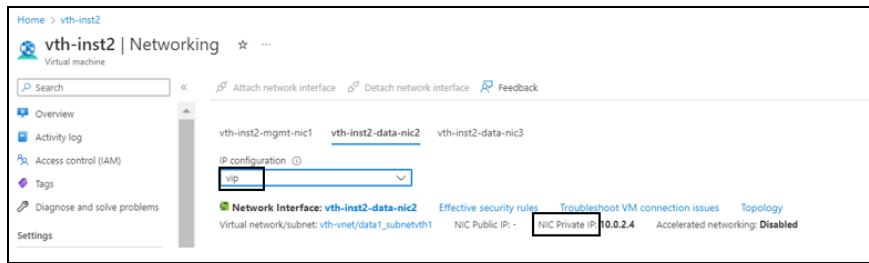 Home > vth-inst2
vth-inst2 | Networking ☆ ···
Virtual machine
Search «
Attach network interface Detach network interface Feedback
Overview
Activity log
Access control (IAM)
Tags
Diagnose and solve problems
Settings
vth-inst2-mgmt-nic1 vth-inst2-data-nic2 vth-inst2-data-nic3
IP configuration
vip
Network Interface: vth-inst2-data-nic2 Effective security rules Troubleshoot VM connection issues Topology
Virtual network/subnet: vth-vnet/data1_subnetvth1 NIC Public IP: - NIC Private IP: 10.0.2.4 Accelerated networking: Disabled